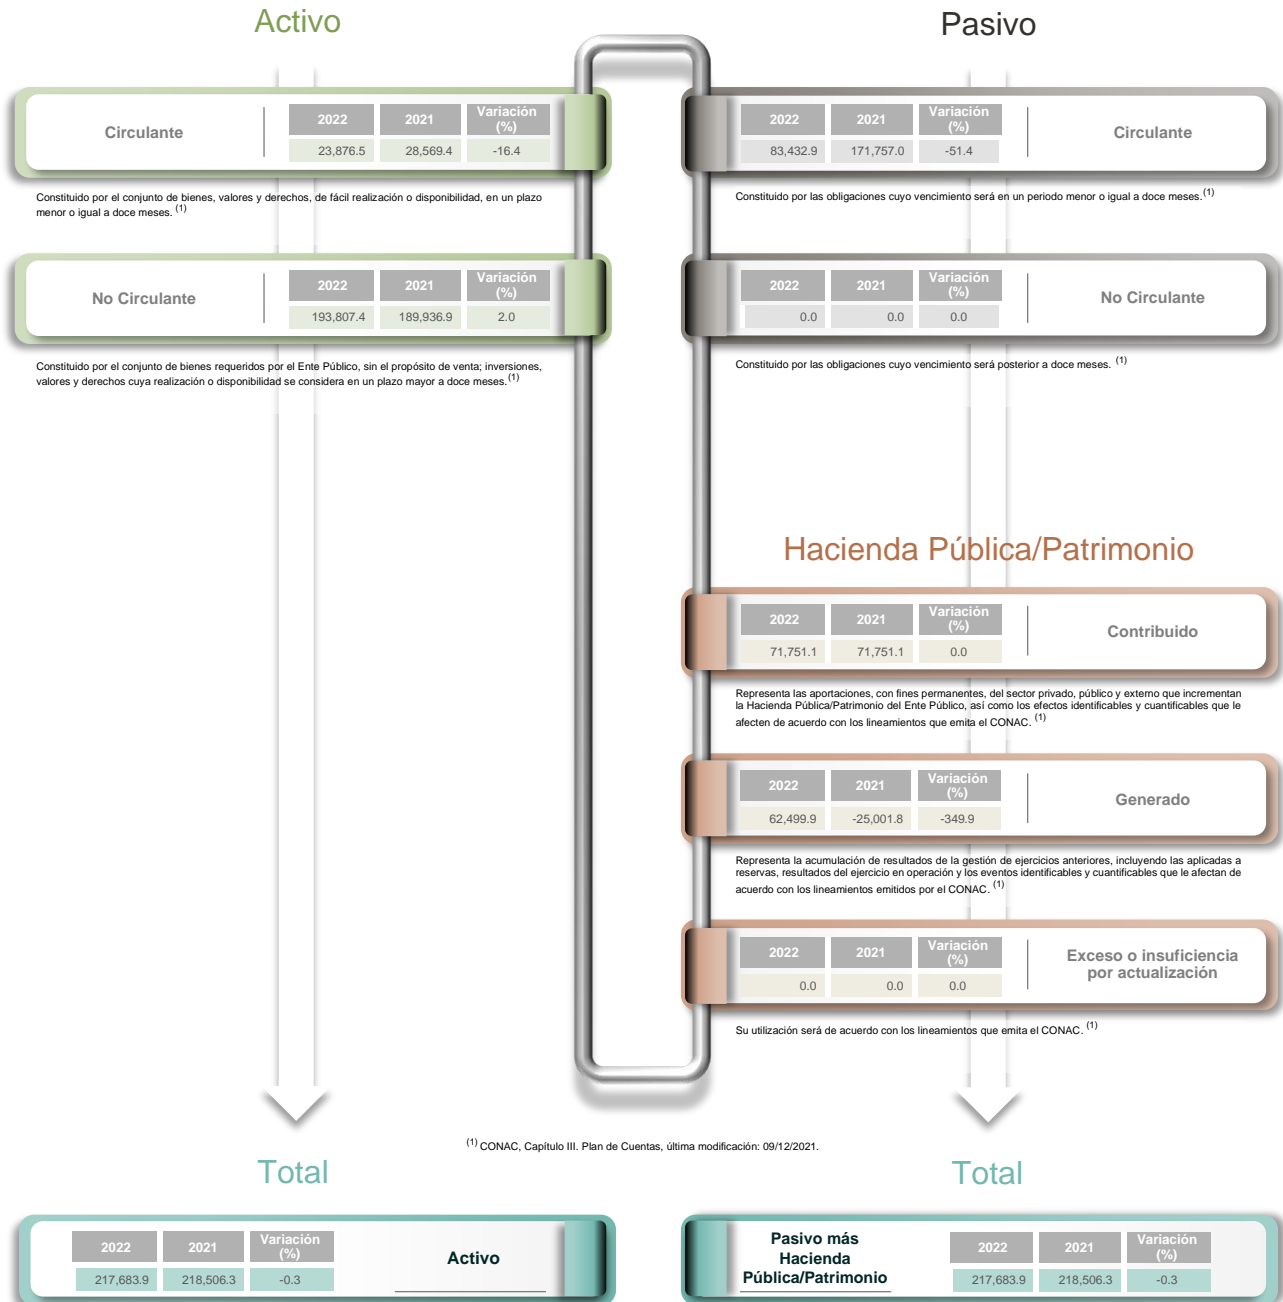 Activo
Circulante
2022 2021 Variación (%)
23,876.5 28,569.4 -16.4
Constituido por el conjunto de bienes, valores y derechos, de fácil realización o disponibilidad, en un plazo
menor o igual a doce meses. (1)
No Circulante
2022 2021 Variación (%)
193,807.4 189,936.9 2.0
Constituido por el conjunto de bienes requeridos por el Ente Público, sin el propósito de venta; inversiones,
valores y derechos cuya realización o disponibilidad se considera en un plazo mayor a doce meses.(1)
Pasivo
2022 2021 Variación (%)
83,432.9 171,757.0 -51.4
Circulante
Constituido por las obligaciones cuyo vencimiento será en un periodo menor o igual a doce meses.(1)
2022 2021 Variación (%)
0.0 0.0 0.0
No Circulante
Constituido por las obligaciones cuyo vencimiento será posterior a doce meses. (1)
Hacienda Pública/Patrimonio
2022 2021 Variación (%)
71,751.1 71,751.1 0.0
Contribuido
Representa las aportaciones, con fines permanentes, del sector privado, público y externo que incrementan
la Hacienda Pública/Patrimonio del Ente Público, así como los efectos identificables y cuantificables que le
afecten de acuerdo con los lineamientos que emita el CONAC. (1)
2022 2021 Variación (%)
62,499.9 -25,001.8 -349.9
Generado
Representa la acumulación de resultados de la gestión de ejercicios anteriores, incluyendo las aplicadas a
reservas, resultados del ejercicio en operación y los eventos identificables y cuantificables que le afectan de
acuerdo con los lineamientos emitidos por el CONAC. (1)
2022 2021 Variación (%)
0.0 0.0 0.0
Exceso o insuficiencia
por actualización
Su utilización será de acuerdo con los lineamientos que emita el CONAC. (1)
(1) CONAC, Capítulo III. Plan de Cuentas, última modificación: 09/12/2021.
Total
2022 2021 Variación (%)
217,683.9 218,506.3 -0.3
Activo
Total
Pasivo más
Hacienda
Pública/Patrimonio
2022 2021 Variación (%)
217,683.9 218,506.3 -0.3